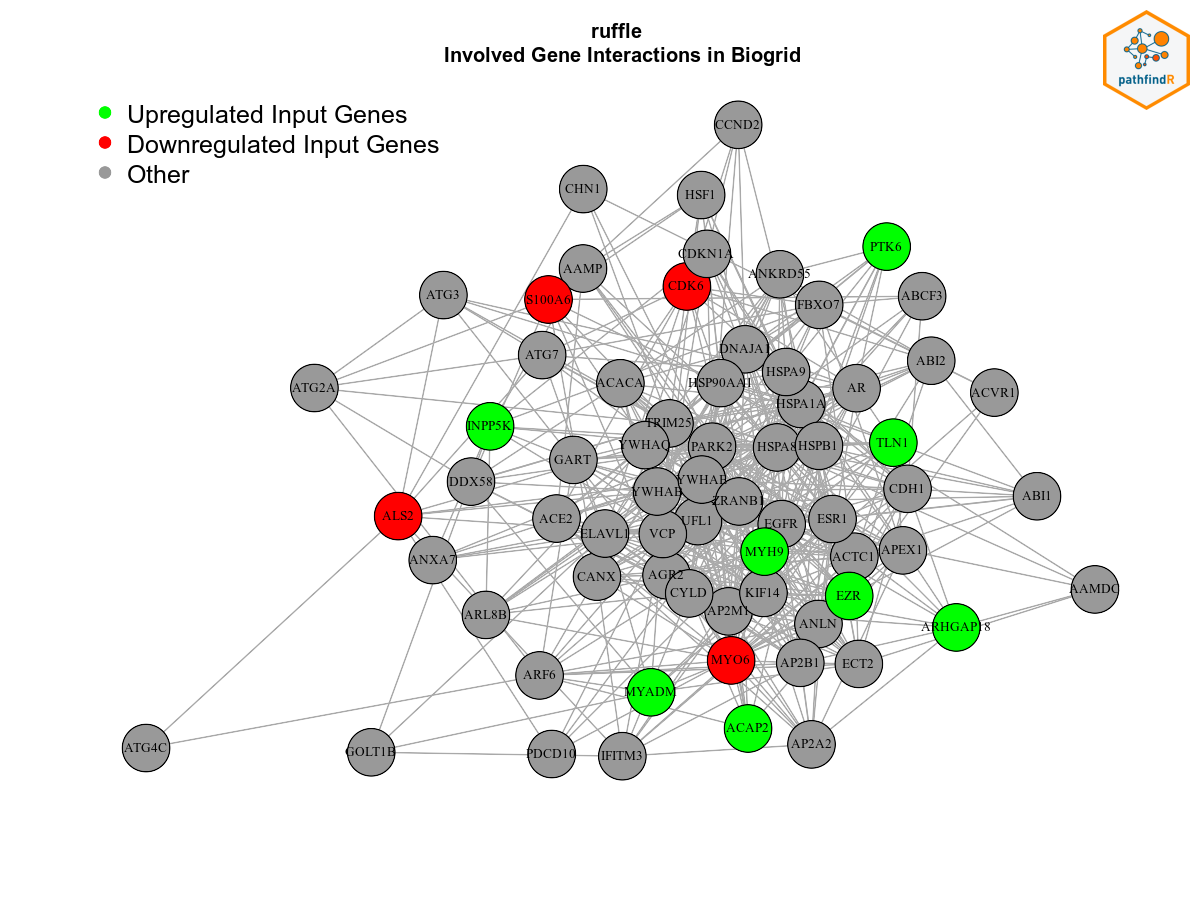 ruffle
Involved Gene Interactions in Biogrid
pathfindR
Upregulated Input Genes
Downregulated Input Genes
Other
CCND2
CHN1
HSF1
PTK6
CDKN1A
AAMP
ANKRD55
CDK6
ATG3
S100A6
ABCF3
FBXO7
DNAJA1
ATG7
ABI2
HSPA9
ACACA
HSP90AA1
ATG2A
AR
ACVR1
HSPA1A
TRIM25
INPP5K
YWHAQ
PARK2
HSPA8
HSPB1
TLN1
GART
DDX58
YWHAE
CDH1
YWHAB
ABI1
ZRANB1
ALS2
ACE2
UFL1
EGFR
ESR1
ELAVL1
VCP
MYH9
APEX1
ACTC1
ANXA7
CANX
AGR2
AAMDC
CYLD
KIF14
EZR
AP2M1
ARL8B
ANLN
ARHGAP18
MYO6
AP2B1
ECT2
ARF6
MYADM
ACAP2
AP2A2
ATG4C
GOLT1B
PDCD10
IFITM3